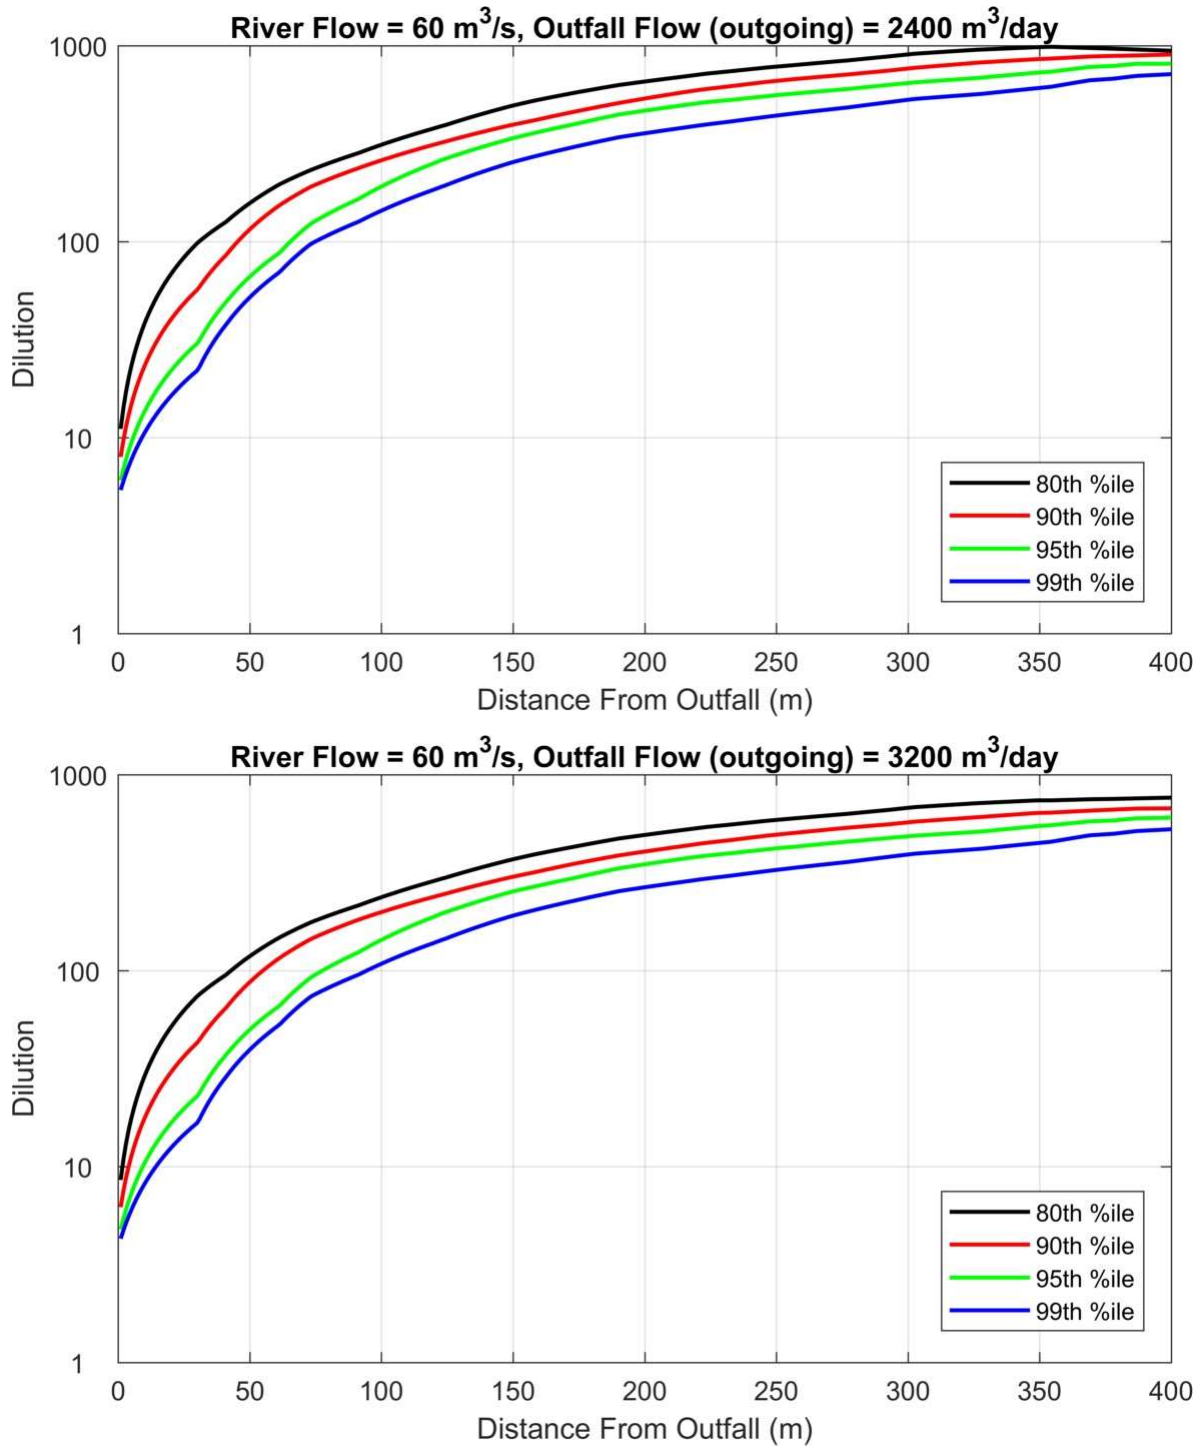 River Flow = 60 m³/s, Outfall Flow (outgoing) = 2400 m³/day
1000
100
10
1
Dilution
80th %ile
90th %ile
95th %ile
99th %ile
0 50 100 150 200 250 300 350 400
Distance From Outfall (m)
River Flow = 60 m³/s, Outfall Flow (outgoing) = 3200 m³/day
1000
100
10
1
Dilution
80th %ile
90th %ile
95th %ile
99th %ile
0 50 100 150 200 250 300 350 400
Distance From Outfall (m)